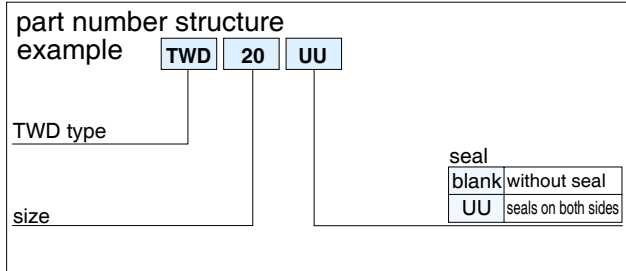 part number structure
example TWD 20 UU
TWD type
seal
blank without seal
UU seals on both sides
size